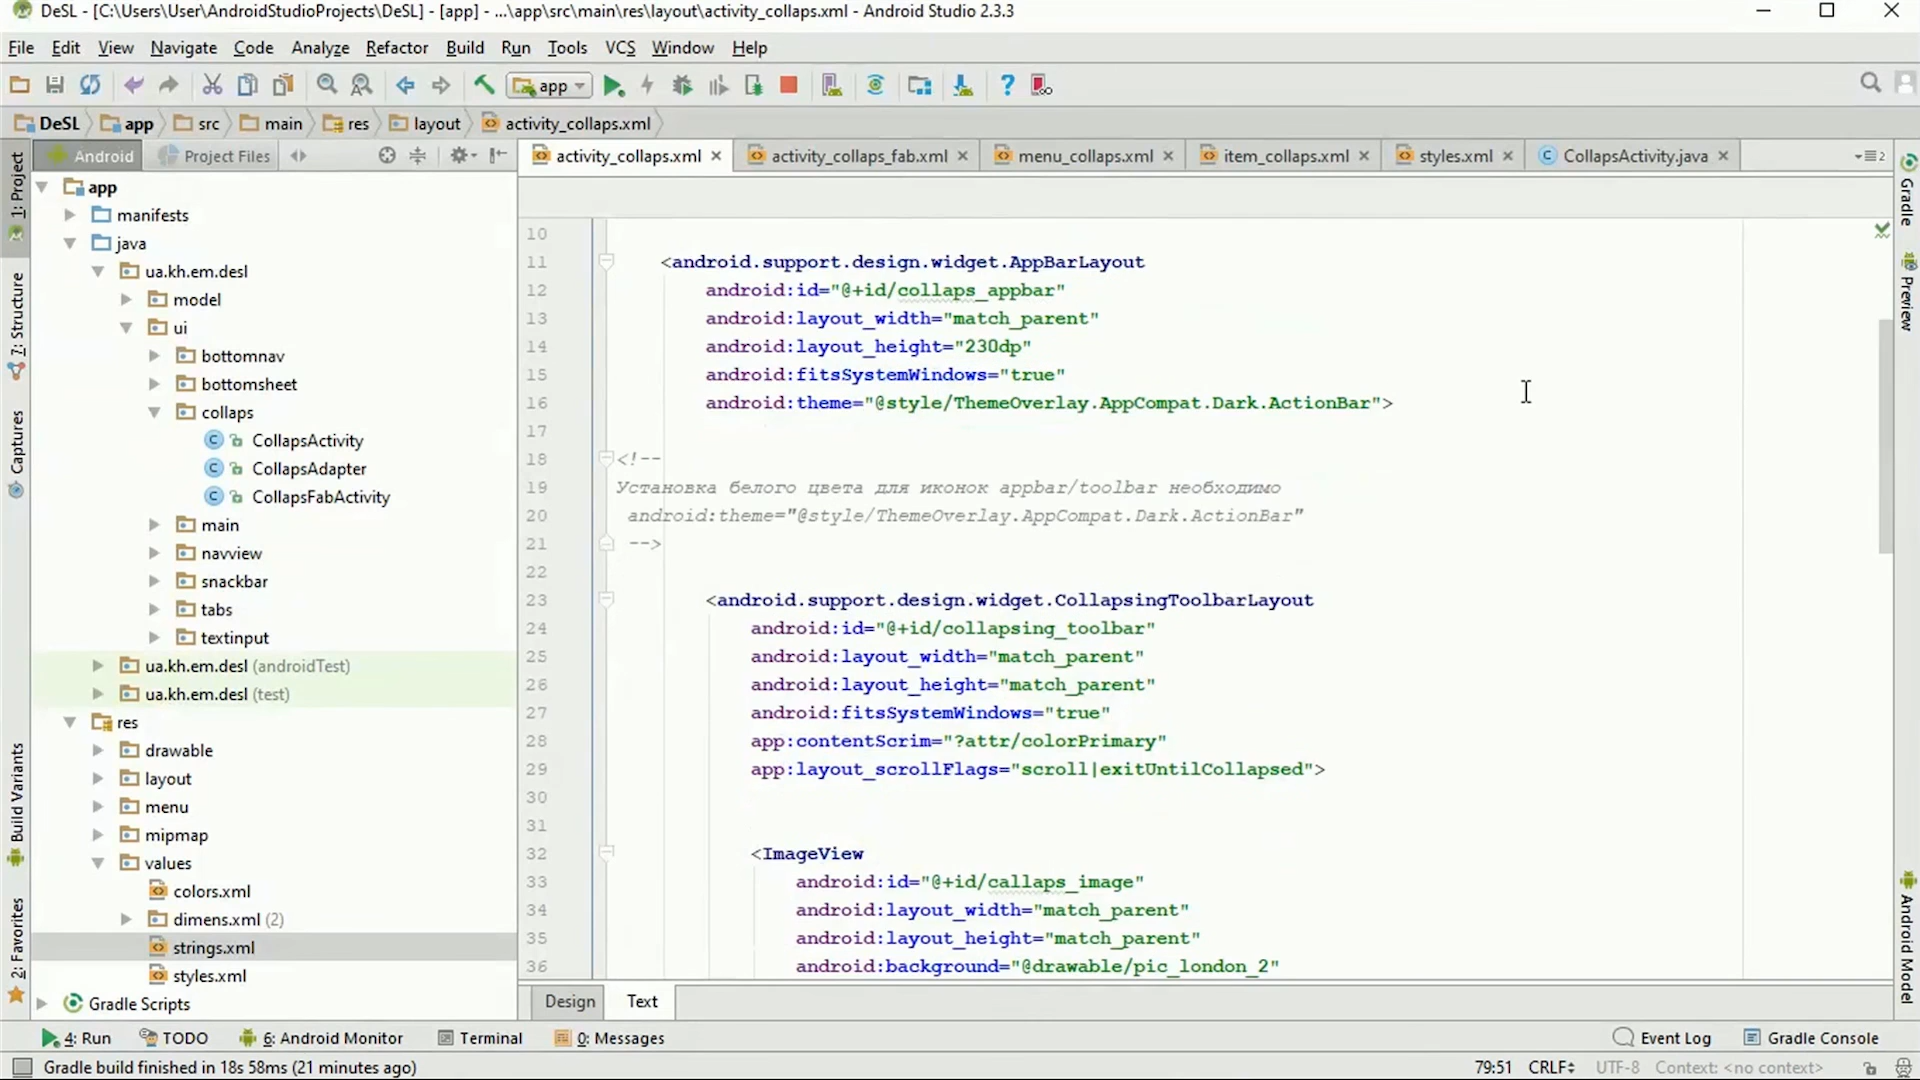 DeSL - [C:\Users\User\AndroidStudioProjects\DeSL] - [app] - ...\app\src\main\res\layout\activity_collaps.xml - Android Studio 2.3.3
File Edit View Navigate Code Analyze Refactor Build Run Tools VCS Window Help
app
DeSL app src main res layout activity_collaps.xml
Android Project Files
activity_collaps.xml activity_collaps_fab.xml menu_collaps.xml item_collaps.xml styles.xml CollapsActivity.java
2
1: Project
7: Structure
Captures
Build Variants
2: Favorites
app
manifests
java
ua.kh.em.desl
model
ui
bottomnav
bottomsheet
collaps
CollapsActivity
CollapsAdapter
CollapsFabActivity
main
navview
snackbar
tabs
textinput
ua.kh.em.desl (androidTest)
ua.kh.em.desl (test)
res
drawable
layout
menu
mipmap
values
colors.xml
dimens.xml (2)
strings.xml
styles.xml
Gradle Scripts
10
11 <android.support.design.widget.AppBarLayout
12 android:id="@+id/collaps_appbar"
13 android:layout_width="match_parent"
14 android:layout_height="230dp"
15 android:fitsSystemWindows="true"
16 android:theme="@style/ThemeOverlay.AppCompat.Dark.ActionBar">
17
18 <!--
19 Установка белого цвета для иконок appbar/toolbar необходимо
20 android:theme="@style/ThemeOverlay.AppCompat.Dark.ActionBar"
21 -->
22
23 <android.support.design.widget.CollapsingToolbarLayout
24 android:id="@+id/collapsing_toolbar"
25 android:layout_width="match_parent"
26 android:layout_height="match_parent"
27 android:fitsSystemWindows="true"
28 app:contentScrim="?attr/colorPrimary"
29 app:layout_scrollFlags="scroll|exitUntilCollapsed">
30
31
32 <ImageView
33 android:id="@+id/callaps_image"
34 android:layout_width="match_parent"
35 android:layout_height="match_parent"
36 android:background="@drawable/pic_london_2"
Gradle
Preview
Android Model
Design Text
4: Run TODO 6: Android Monitor Terminal 0: Messages Event Log Gradle Console
Gradle build finished in 18s 58ms (21 minutes ago) 79:51 CRLF UTF-8 Context: <no context>